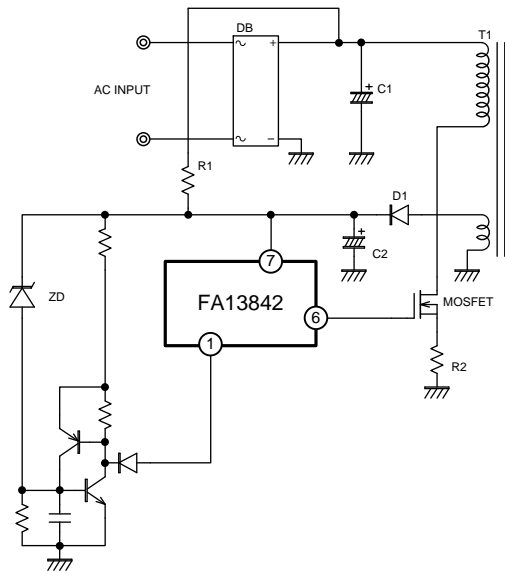 DB
T1
+
~
+
AC INPUT
C1
~
−
R1
D1
+
C2
7
ZD
FA13842
6
MOSFET
1
R2